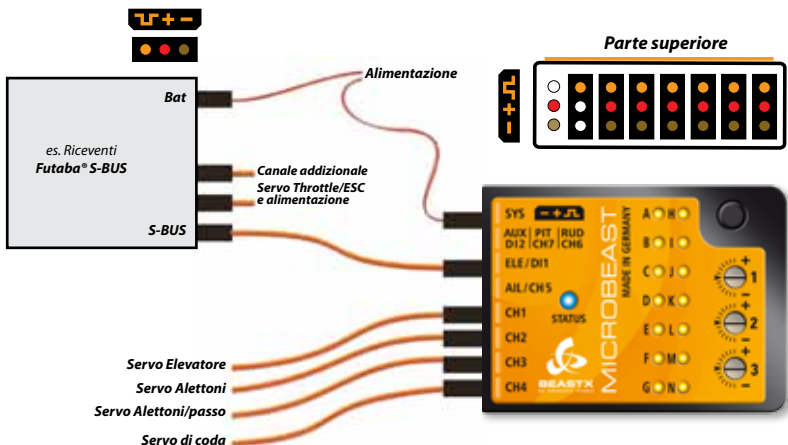 Parte superiore
Alimentazione
Bat
es. Riceventi
Futaba® S-BUS
Canale addizionale
Servo Throttle/ESC
e alimentazione
S-BUS
SYS
AUX | PIT | RUD
DI2 | CH7 | CH6
ELE/DI1
AIL/CH5
CH1
CH2
CH3
CH4
STATUS
BEASTX
MICROBEAST
MADE IN GERMANY
A H
B I
C J
D K
E L
F M
G N
+ 1 -
+ 2 -
+ 3 -
Servo Elevatore
Servo Alettoni
Servo Alettoni/passo
Servo di coda